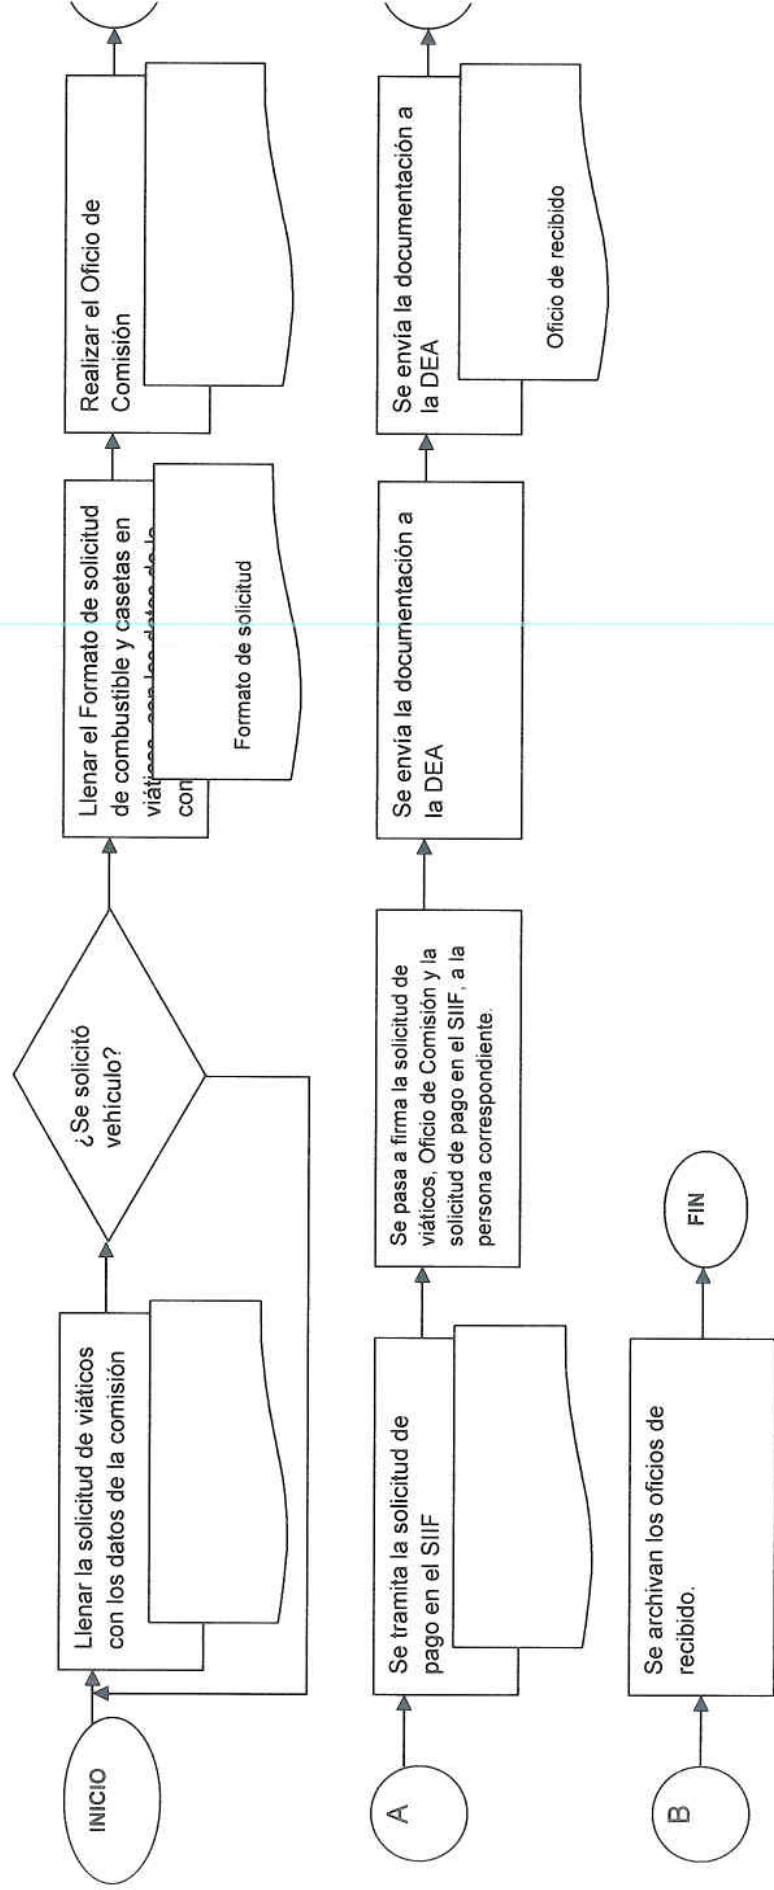 INICIO
Llenar la solicitud de viáticos
con los datos de la comisión
¿Se solicitó
vehículo?
Llenar el Formato de solicitud
de combustible y casetas en
con
Formato de solicitud
Realizar el Oficio de
Comisión
A
Se tramita la solicitud de
pago en el SIIF
Se pasa a firma la solicitud de
viáticos, Oficio de Comisión y la
solicitud de pago en el SIIF, a la
persona correspondiente.
Se envía la documentación a
la DEA
Se envía la documentación a
la DEA
Oficio de recibido
B
Se archivan los oficios de
recibido.
FIN